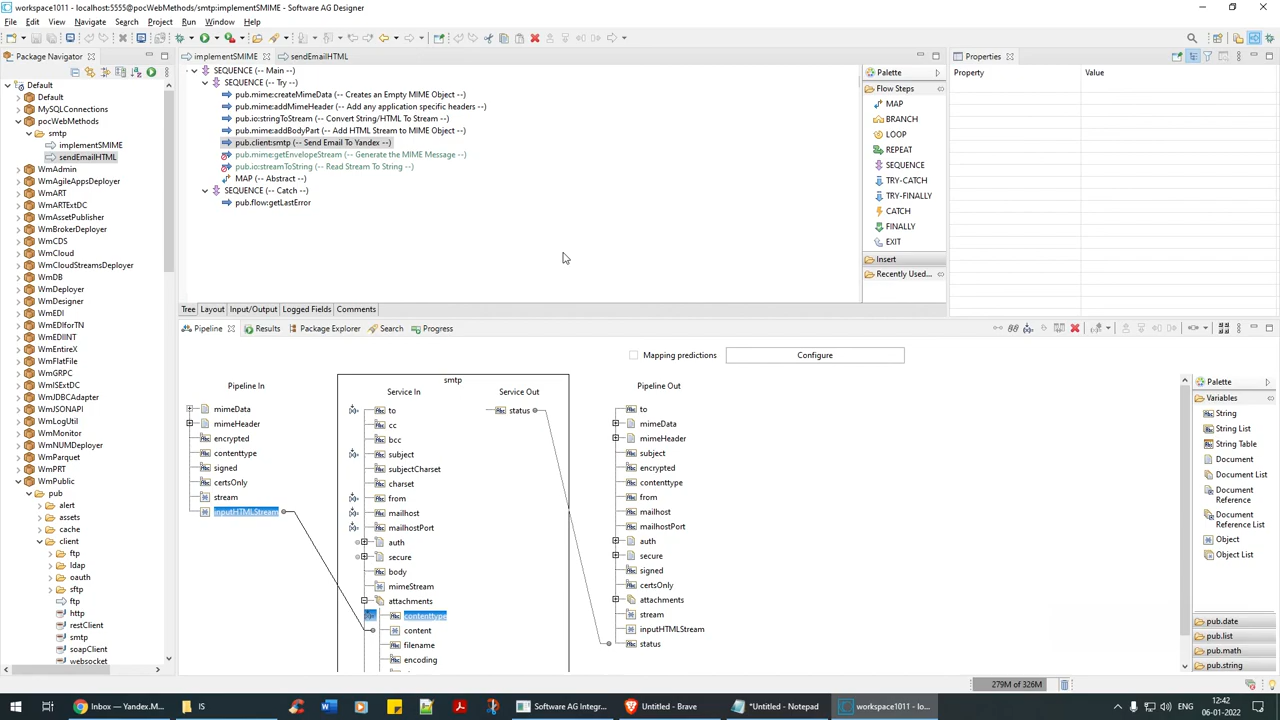 workspace1011 - localhost:5555@pocWebMethods/smtp:implementSMIME - Software AG Designer
File Edit View Navigate Search Project Run Window Help
Package Navigator
Default
Default
MySQLConnections
pocWebMethods
smtp
implementSMIME
sendEmailHTML
WmAdmin
WmAgileAppsDeployer
WmART
WmARTExtDC
WmAssetPublisher
WmBrokerDeployer
WmCDS
WmCloud
WmCloudStreamsDeployer
WmDB
WmDeployer
WmDesigner
WmEDI
WmEDIforTN
WmEDIINT
WmEntireX
WmFlatFile
WmGRPC
WmISExtDC
WmJDBCAdapter
WmJSONAPI
WmLogUtil
WmMonitor
WmNUMDeployer
WmParquet
WmPRT
WmPublic
pub
alert
assets
cache
client
ftp
ldap
oauth
sftp
ftp
http
restClient
smtp
soapClient
websocket
implementSMIME sendEmailHTML
SEQUENCE (-- Main --)
SEQUENCE (-- Try --)
pub.mime:createMimeData (-- Creates an Empty MIME Object --)
pub.mime:addMimeHeader (-- Add any application specific headers --)
pub.io:stringToStream (-- Convert String/HTML To Stream --)
pub.mime:addBodyPart (-- Add HTML Stream to MIME Object --)
pub.client:smtp (-- Send Email To Yandex --)
pub.mime:getEnvelopeStream (-- Generate the MIME Message --)
pub.io:streamToString (-- Read Stream To String --)
MAP (-- Abstract --)
SEQUENCE (-- Catch --)
pub.flow:getLastError
Tree Layout Input/Output Logged Fields Comments
Palette
Flow Steps
MAP
BRANCH
LOOP
REPEAT
SEQUENCE
TRY-CATCH
TRY-FINALLY
CATCH
FINALLY
EXIT
Insert
Recently Used...
Properties
Property Value
Pipeline Results Package Explorer Search Progress
Mapping predictions Configure
Pipeline In
mimeData
mimeHeader
encrypted
contenttype
signed
certsOnly
stream
inputHTMLStream
smtp
Service In Service Out
to status
cc
bcc
subject
subjectCharset
charset
from
mailhost
mailhostPort
auth
secure
body
mimeStream
attachments
contenttype
content
filename
encoding
Pipeline Out
to
mimeData
mimeHeader
subject
encrypted
contenttype
from
mailhost
mailhostPort
auth
secure
signed
certsOnly
attachments
stream
inputHTMLStream
status
Palette
Variables
String
String List
String Table
Document
Document List
Document
Reference
Document
Reference List
Object
Object List
pub.date
pub.list
pub.math
pub.string
279M of 326M
Inbox — Yandex.M... IS Software AG Integr... Untitled - Brave *Untitled - Notepad workspace1011 - lo...
12:42
06-01-2022